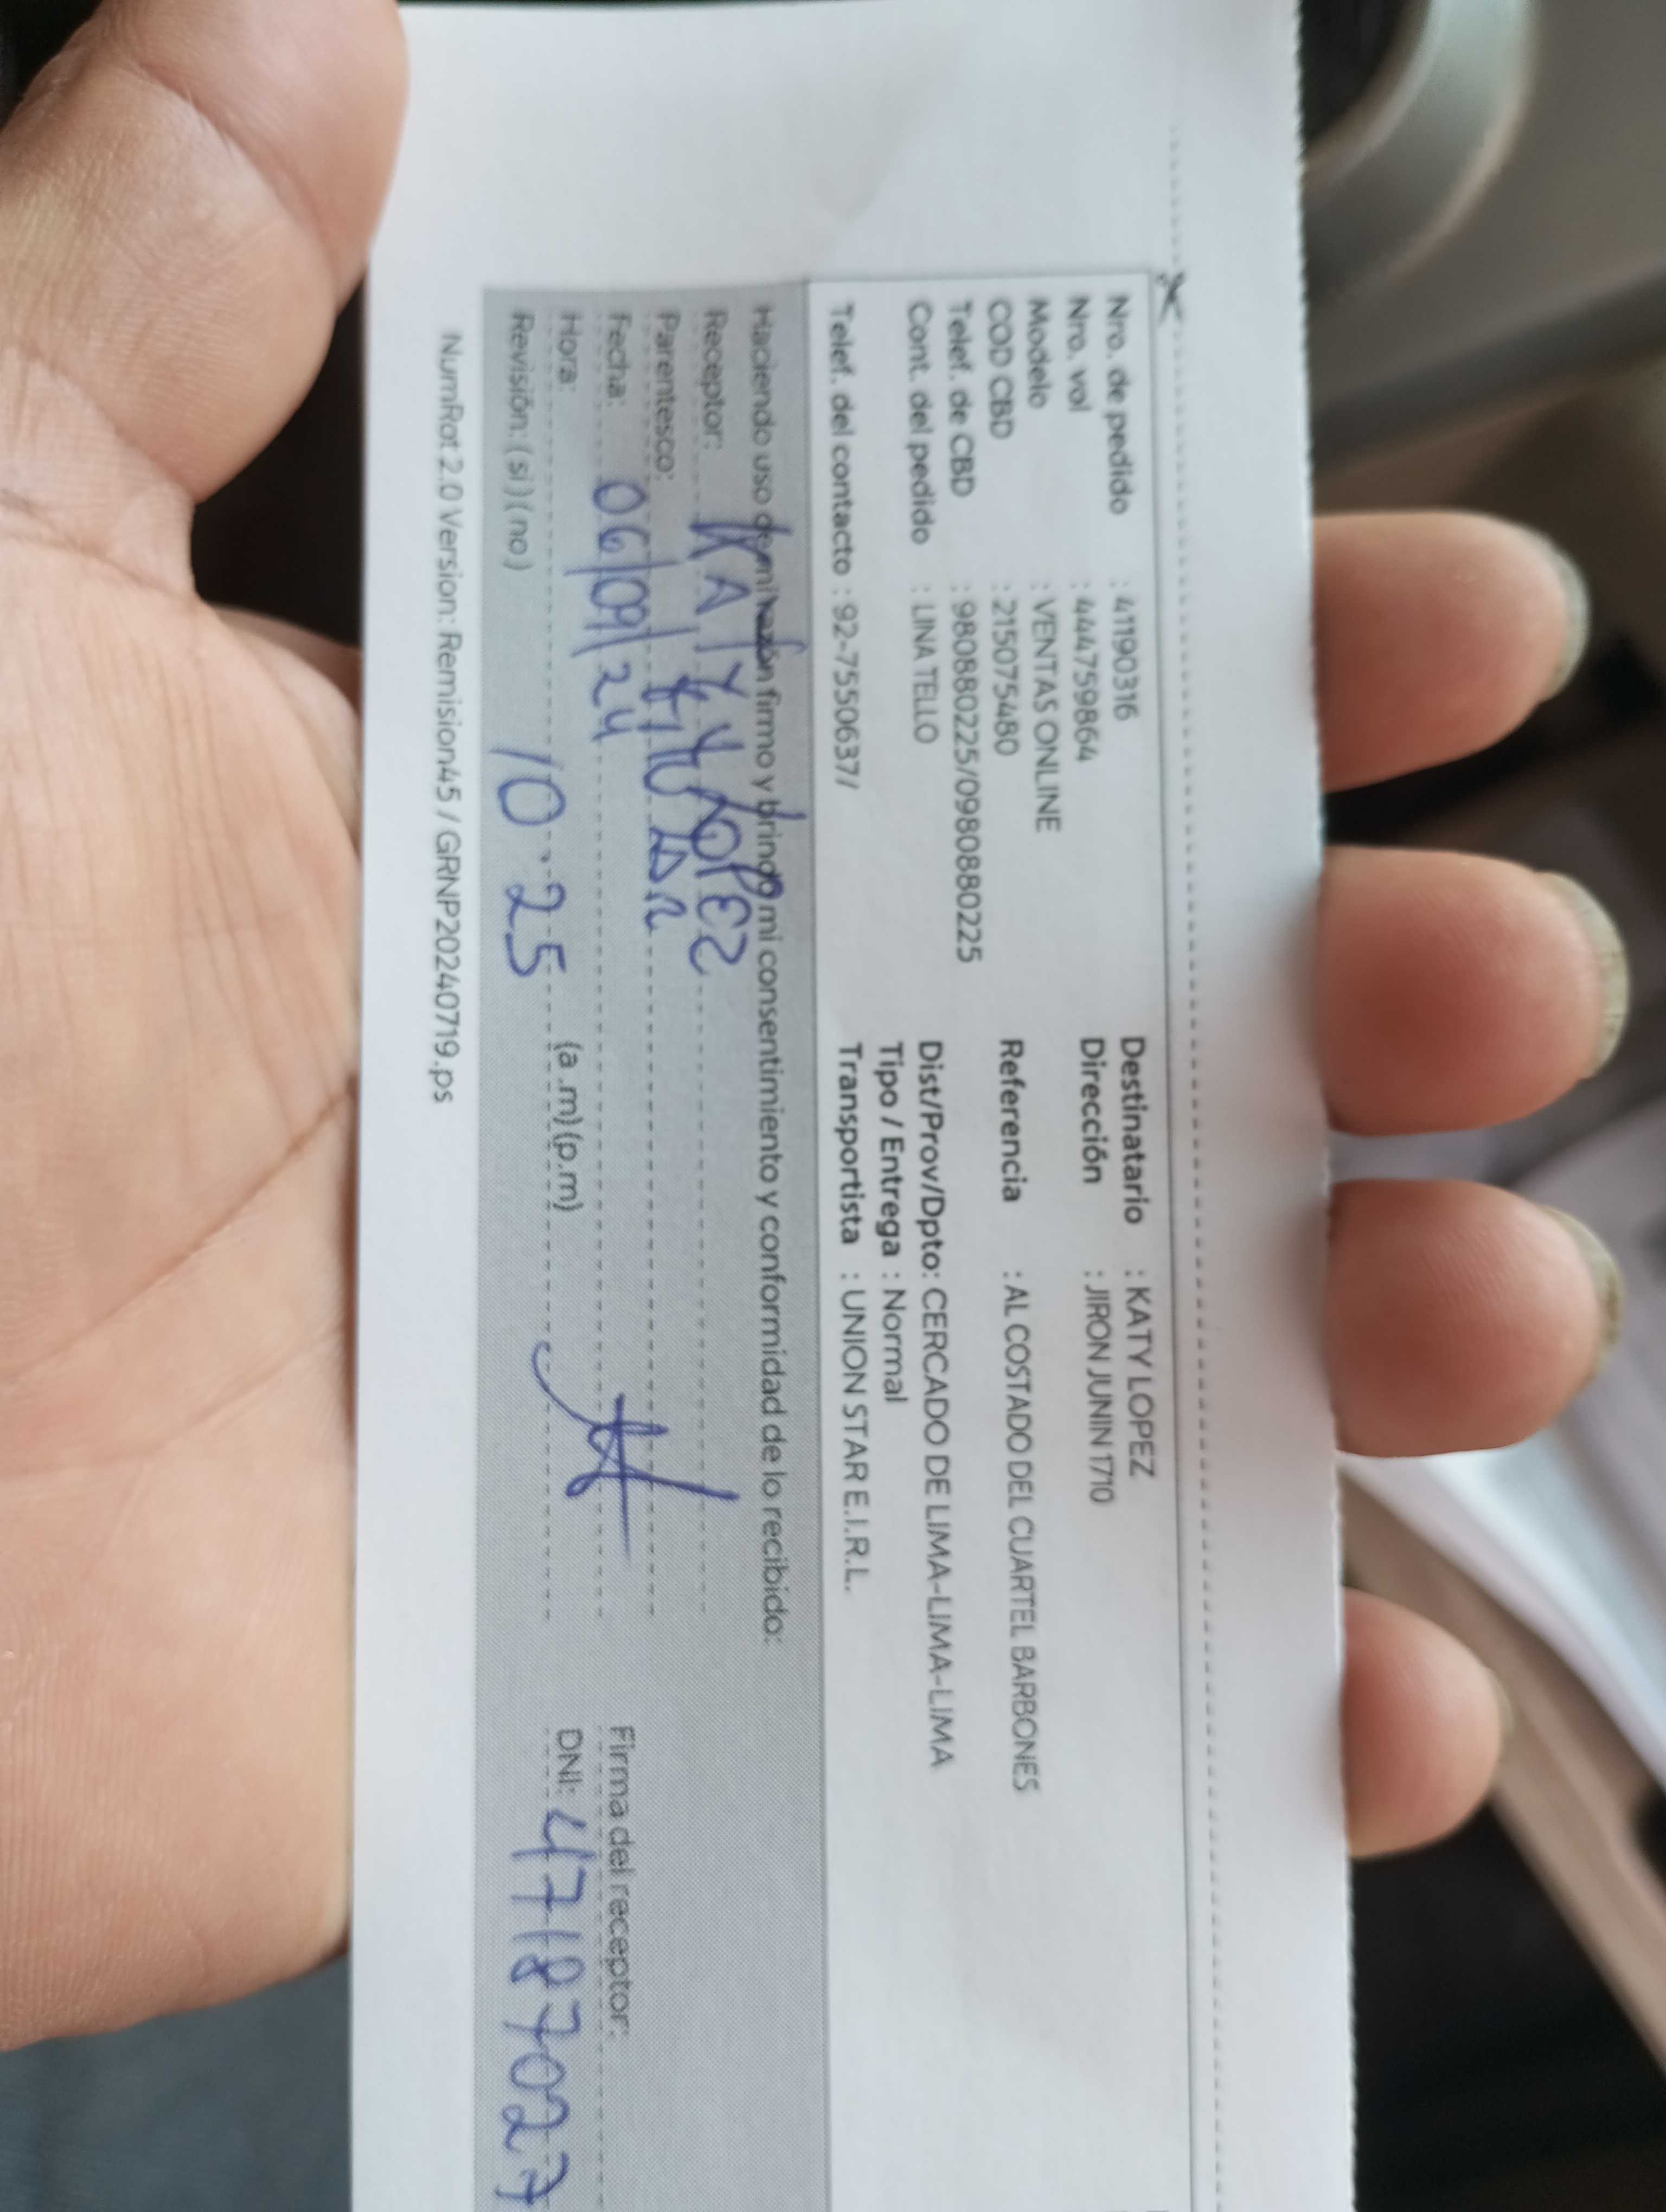 Nro. de pedido : 411903316
Nro. vol : 444759864
Modelo : VENTAS ONLINE
COD CBD : 215075480
Telef. de CBD : 980880225/0980880225
Cont. del pedido : LINA TELLO
Telef. del contacto : 92-7550637/
Destinatario : KATY LOPEZ
Dirección : JIRON JUNIN 1710
Referencia : AL COSTADO DEL CUARTEL BARBONES
Dist/Prov/Dpto: CERCADO DE LIMA-LIMA-LIMA
Tipo / Entrega : Normal
Transportista : UNION STAR E.I.R.L.
Haciendo uso de mi razón firmo y brindo mi consentimiento y conformidad de lo recibido:
Receptor: KATY LOPEZ
Parentesco: TITULAR
Fecha: 06/09/24
Hora: 10:25 (a.m)(p.m)
Revisión: (si)(no)
Firma del receptor:
DNI: 47187027
NumRot 2.0 Version: Remision45 / GRNP20240719.ps